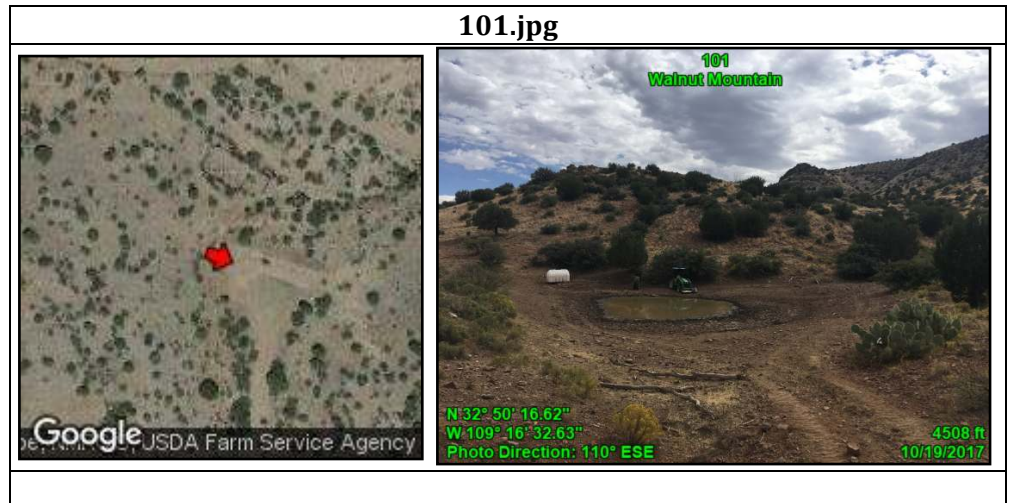 101.jpg
101
Walnut Mountain
N 32° 50' 16.62"
W 109° 16' 32.63"
Photo Direction: 110° ESE
4508 ft
10/19/2017
Google
USDA Farm Service Agency